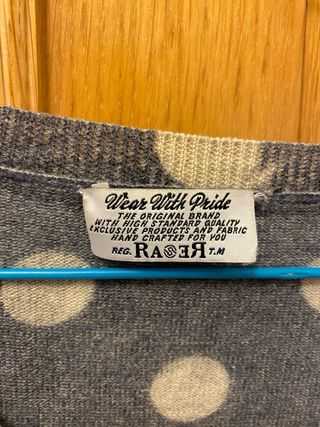 Wear With Pride
THE ORIGINAL BRAND
WITH HIGH STANDARD QUALITY
EXCLUSIVE PRODUCTS AND FABRIC
HAND CRAFTED FOR YOU
REG. RAGEЯ T.M